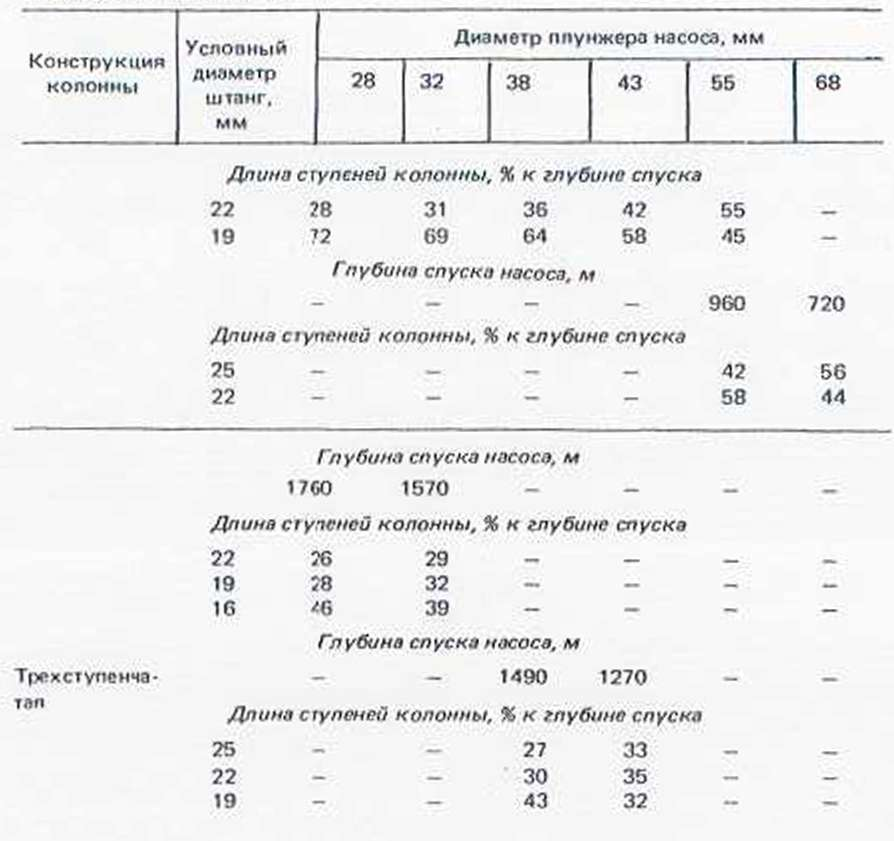 Конструкция колонны | Условный диаметр штанг, мм | Диаметр плунжера насоса, мм
28 | 32 | 38 | 43 | 55 | 68
Длина ступеней колонны, % к глубине спуска
22 28 31 36 42 55 –
19 72 69 64 58 45 –
Глубина спуска насоса, м
– – – – 960 720
Длина ступеней колонны, % к глубине спуска
25 – – – – 42 56
22 – – – – 58 44
Глубина спуска насоса, м
1760 1570 – – – –
Длина ступеней колонны, % к глубине спуска
22 26 29 – – – –
19 28 32 – – – –
16 46 39 – – – –
Глубина спуска насоса, м
Трехступенча- – – 1490 1270 – –
тая
Длина ступеней колонны, % к глубине спуска
25 – – 27 33 – –
22 – – 30 35 – –
19 – – 43 32 – –